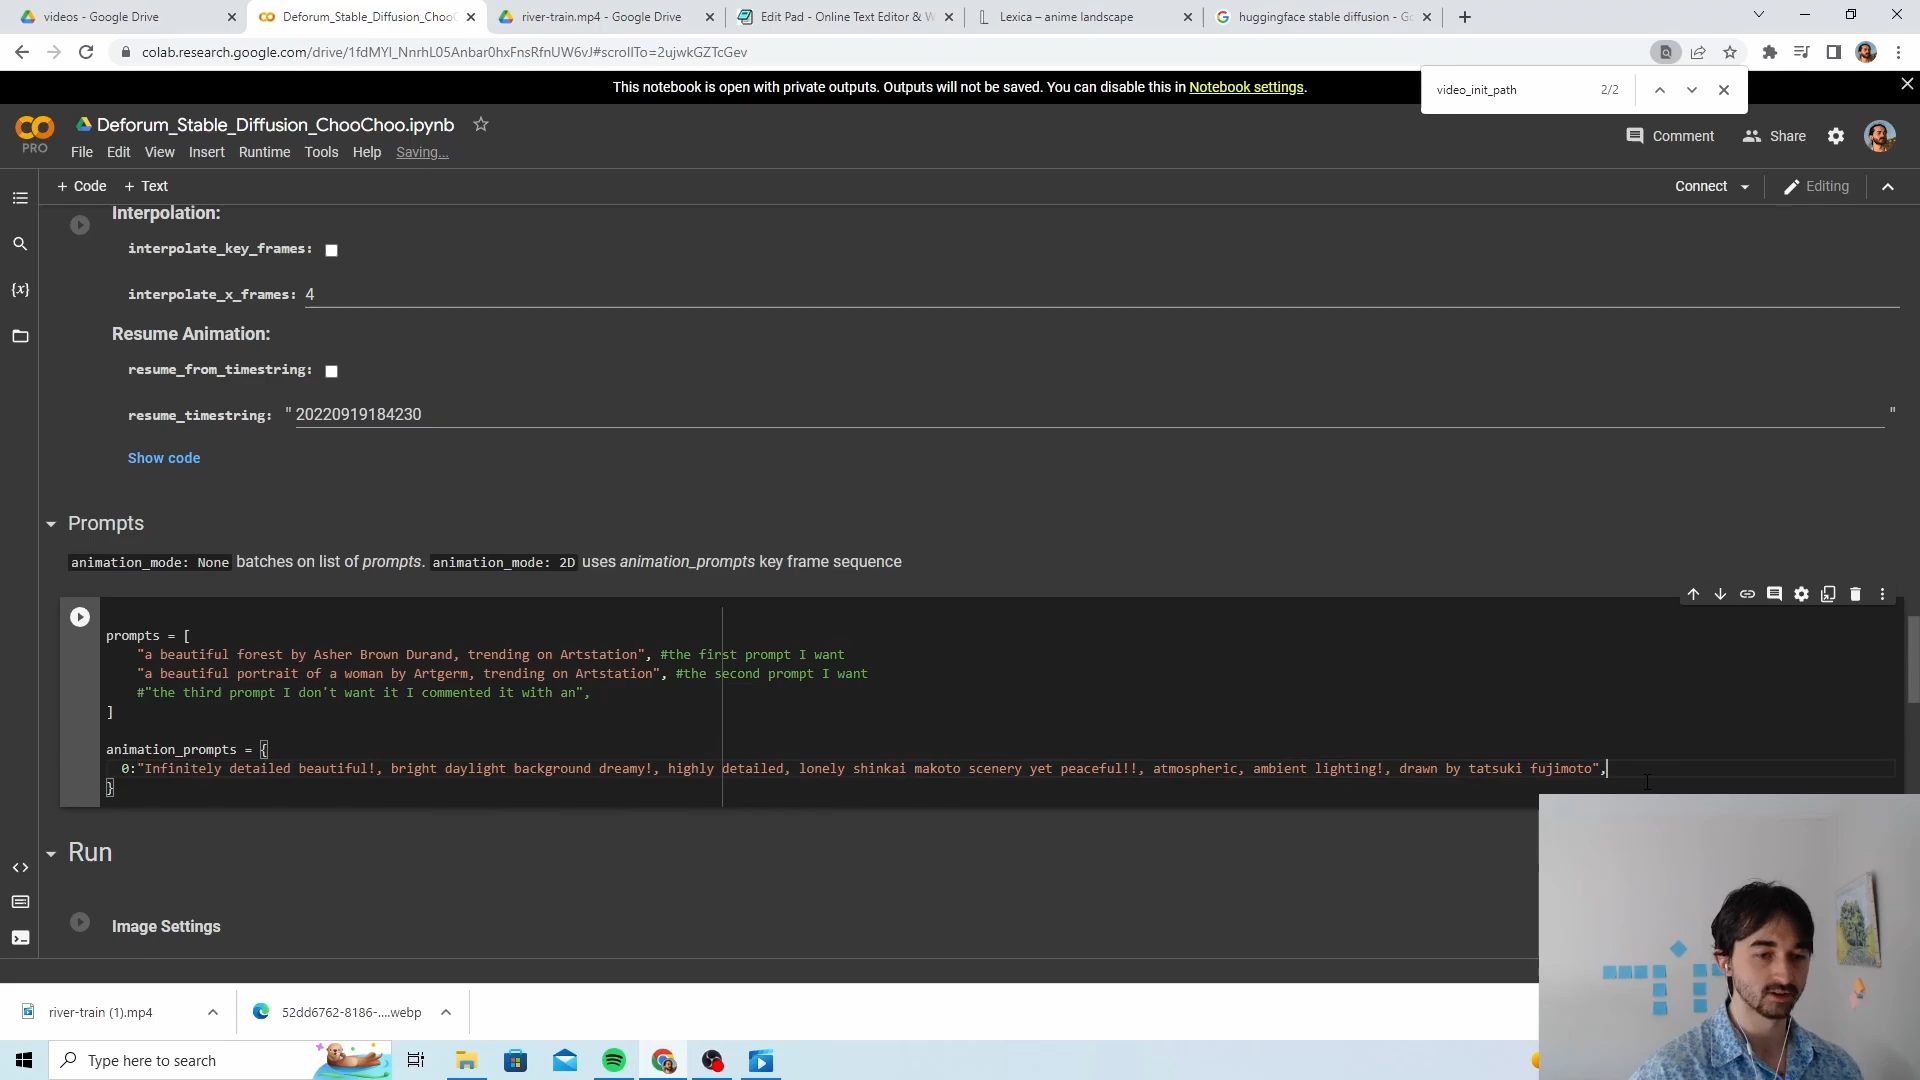 videos - Google Drive
Deforum_Stable_Diffusion_ChooC
river-train.mp4 - Google Drive
Edit Pad - Online Text Editor & W
Lexica – anime landscape
huggingface stable diffusion - Go
colab.research.google.com/drive/1fdMYl_NnrhL05Anbar0hxFnsRfnUW6vJ#scrollTo=2ujwkGZTcGev
This notebook is open with private outputs. Outputs will not be saved. You can disable this in Notebook settings.
video_init_path 2/2
Deforum_Stable_Diffusion_ChooChoo.ipynb
PRO
File Edit View Insert Runtime Tools Help Saving...
Comment Share
+ Code + Text
Connect Editing
Interpolation:
interpolate_key_frames:
interpolate_x_frames: 4
Resume Animation:
resume_from_timestring:
resume_timestring: " 20220919184230 "
Show code
Prompts
animation_mode: None batches on list of prompts. animation_mode: 2D uses animation_prompts key frame sequence
prompts = [
"a beautiful forest by Asher Brown Durand, trending on Artstation", #the first prompt I want
"a beautiful portrait of a woman by Artgerm, trending on Artstation", #the second prompt I want
#"the third prompt I don't want it I commented it with an",
]
animation_prompts = {
0:"Infinitely detailed beautiful!, bright daylight background dreamy!, highly detailed, lonely shinkai makoto scenery yet peaceful!!, atmospheric, ambient lighting!, drawn by tatsuki fujimoto",
}
Run
Image Settings
river-train (1).mp4
52dd6762-8186-....webp
Type here to search